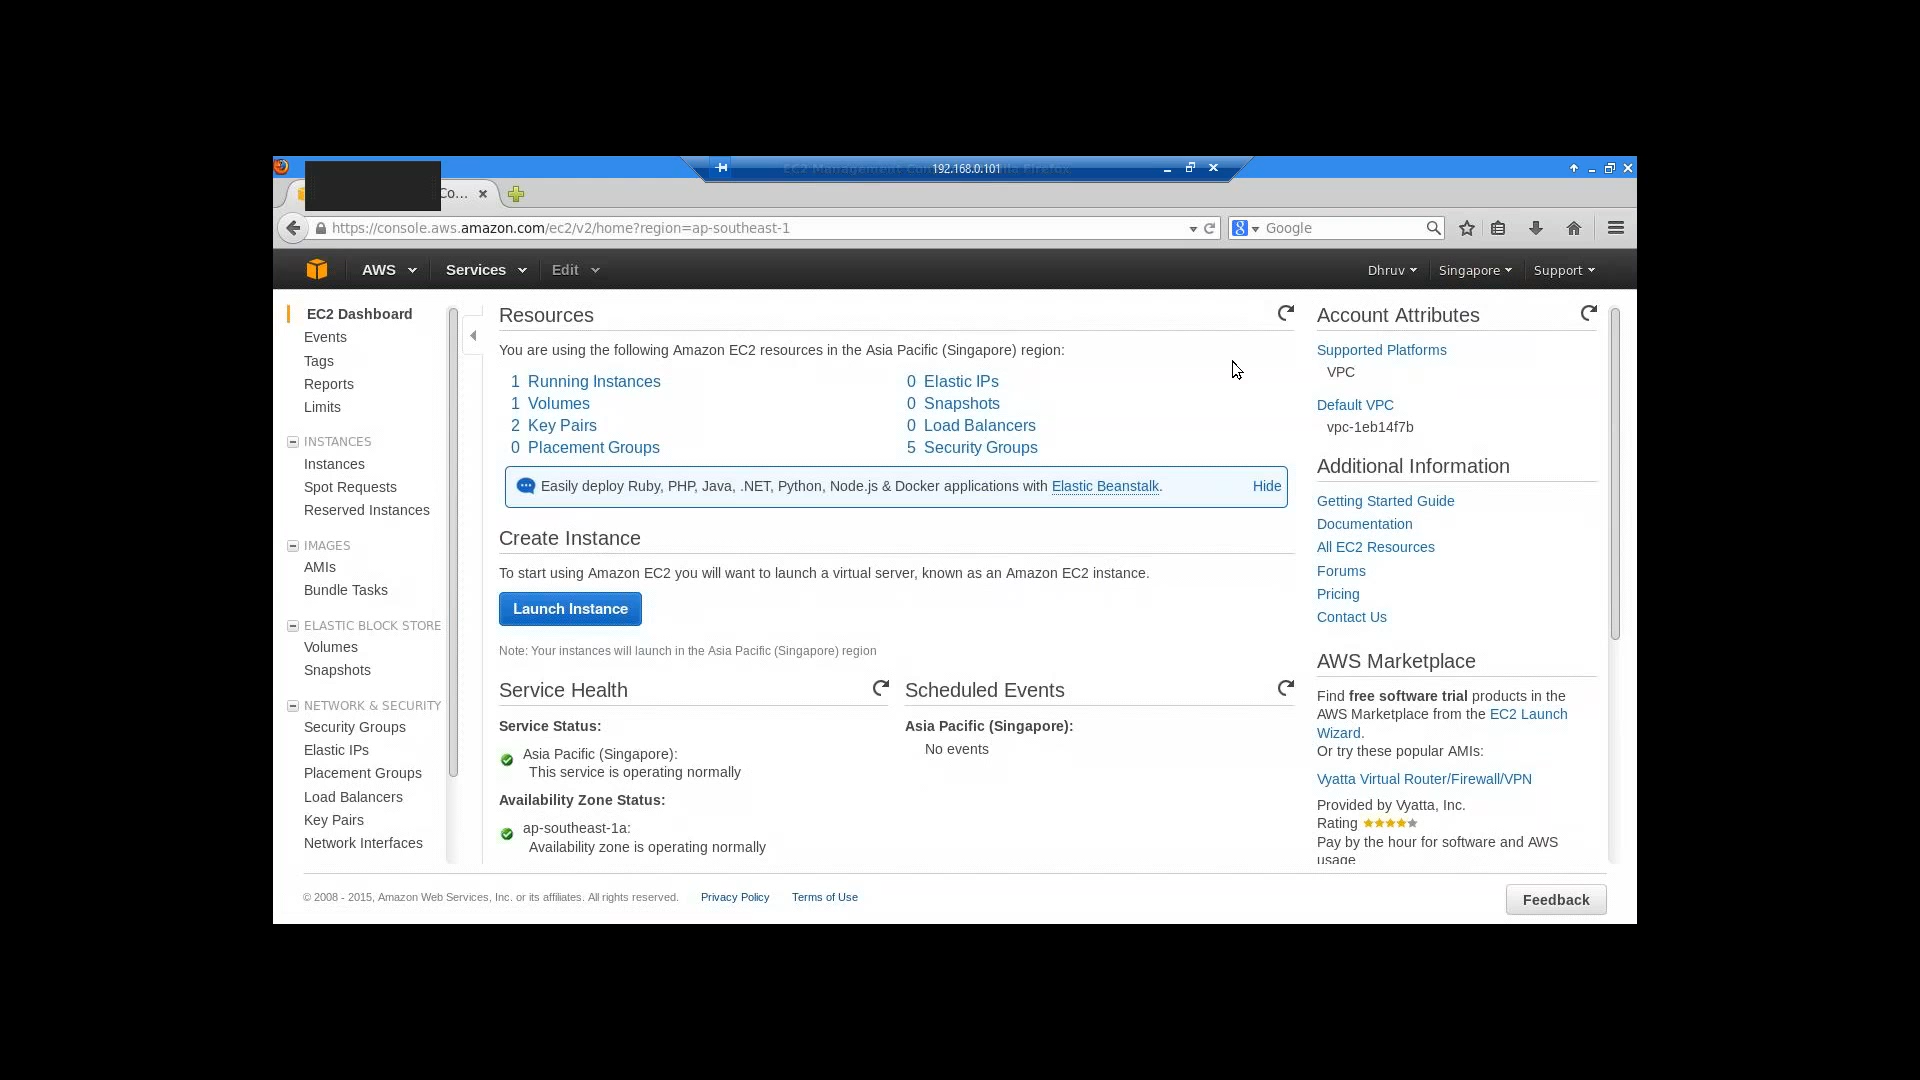 192.168.0.101
Co...
https://console.aws.amazon.com/ec2/v2/home?region=ap-southeast-1
Google
AWS Services Edit Dhruv Singapore Support
EC2 Dashboard
Events
Tags
Reports
Limits
INSTANCES
Instances
Spot Requests
Reserved Instances
IMAGES
AMIs
Bundle Tasks
ELASTIC BLOCK STORE
Volumes
Snapshots
NETWORK & SECURITY
Security Groups
Elastic IPs
Placement Groups
Load Balancers
Key Pairs
Network Interfaces
Resources
You are using the following Amazon EC2 resources in the Asia Pacific (Singapore) region:
1 Running Instances
0 Elastic IPs
1 Volumes
0 Snapshots
2 Key Pairs
0 Load Balancers
0 Placement Groups
5 Security Groups
Easily deploy Ruby, PHP, Java, .NET, Python, Node.js & Docker applications with Elastic Beanstalk. Hide
Create Instance
To start using Amazon EC2 you will want to launch a virtual server, known as an Amazon EC2 instance.
Launch Instance
Note: Your instances will launch in the Asia Pacific (Singapore) region
Service Health
Service Status:
Asia Pacific (Singapore):
This service is operating normally
Availability Zone Status:
ap-southeast-1a:
Availability zone is operating normally
Scheduled Events
Asia Pacific (Singapore):
No events
Account Attributes
Supported Platforms
VPC
Default VPC
vpc-1eb14f7b
Additional Information
Getting Started Guide
Documentation
All EC2 Resources
Forums
Pricing
Contact Us
AWS Marketplace
Find free software trial products in the
AWS Marketplace from the EC2 Launch
Wizard.
Or try these popular AMIs:
Vyatta Virtual Router/Firewall/VPN
Provided by Vyatta, Inc.
Rating
Pay by the hour for software and AWS
usage
© 2008 - 2015, Amazon Web Services, Inc. or its affiliates. All rights reserved. Privacy Policy Terms of Use
Feedback